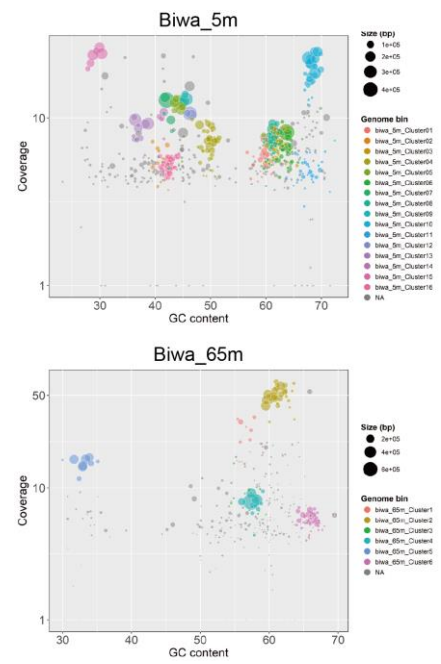 Biwa_5m
Coverage
10
1
30
40
50
60
70
GC content
Size (bp)
1e+05
2e+05
3e+05
4e+05
Genome bin
biwa_5m_Cluster01
biwa_5m_Cluster02
biwa_5m_Cluster03
biwa_5m_Cluster04
biwa_5m_Cluster05
biwa_5m_Cluster06
biwa_5m_Cluster07
biwa_5m_Cluster08
biwa_5m_Cluster09
biwa_5m_Cluster10
biwa_5m_Cluster11
biwa_5m_Cluster12
biwa_5m_Cluster13
biwa_5m_Cluster14
biwa_5m_Cluster15
biwa_5m_Cluster16
NA
Biwa_65m
Coverage
50
10
1
30
40
50
60
70
GC content
Size (bp)
2e+05
4e+05
6e+05
Genome bin
biwa_65m_Cluster1
biwa_65m_Cluster2
biwa_65m_Cluster3
biwa_65m_Cluster4
biwa_65m_Cluster5
biwa_65m_Cluster6
NA